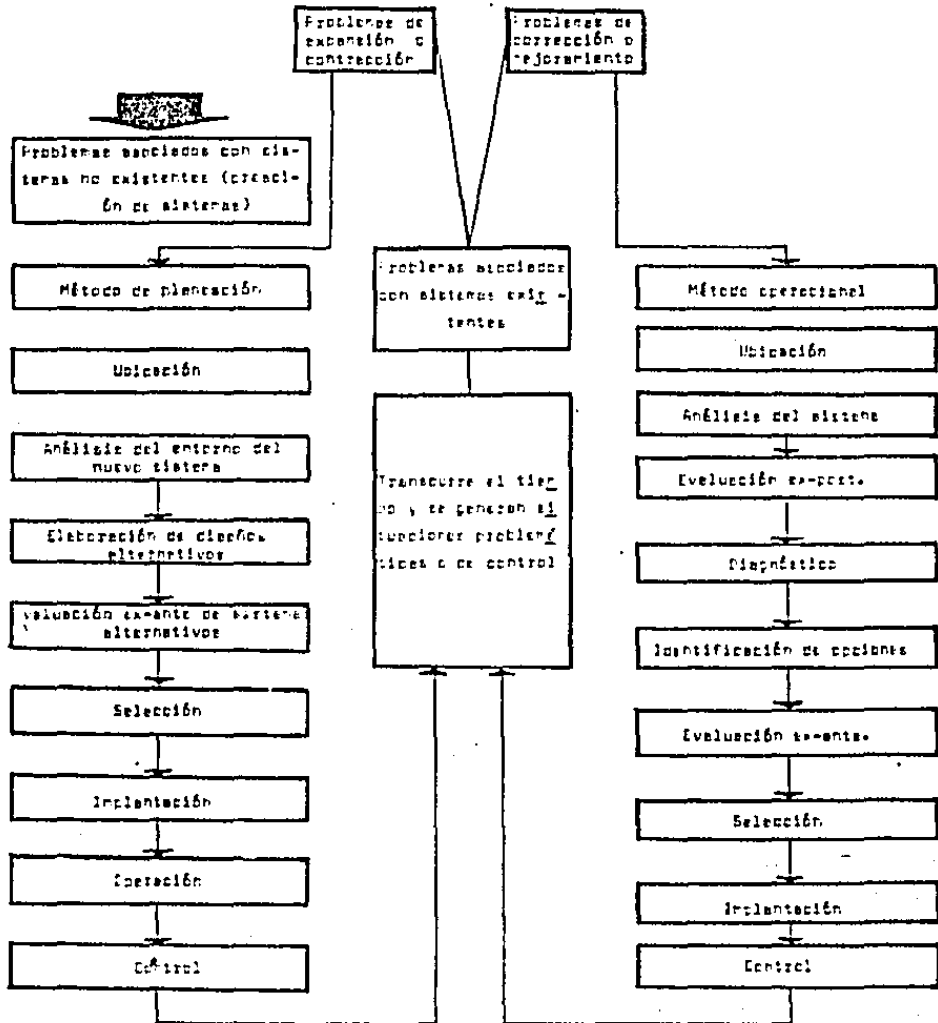 Problemas de
expansión o
contracción
Problemas de
corrección o
mejoramiento
Problemas asociados con sis-
temas no existentes (creaci-
ón de sistemas)
Método de planeación
Ubicación
Análisis del entorno del
nuevo sistema
Elaboración de diseños
alternativos
Evaluación ex-ante de sistemas
alternativos
Selección
Implantación
Operación
Control
Problemas asociados
con sistemas exis-
tentes
Transcurre el tiem
po y se generan si
tuaciones problemá
ticas o de control
Método operacional
Ubicación
Análisis del sistema
Evaluación ex-post.
Diagnóstico
Identificación de opciones
Evaluación ex-ante.
Selección
Implantación
Control